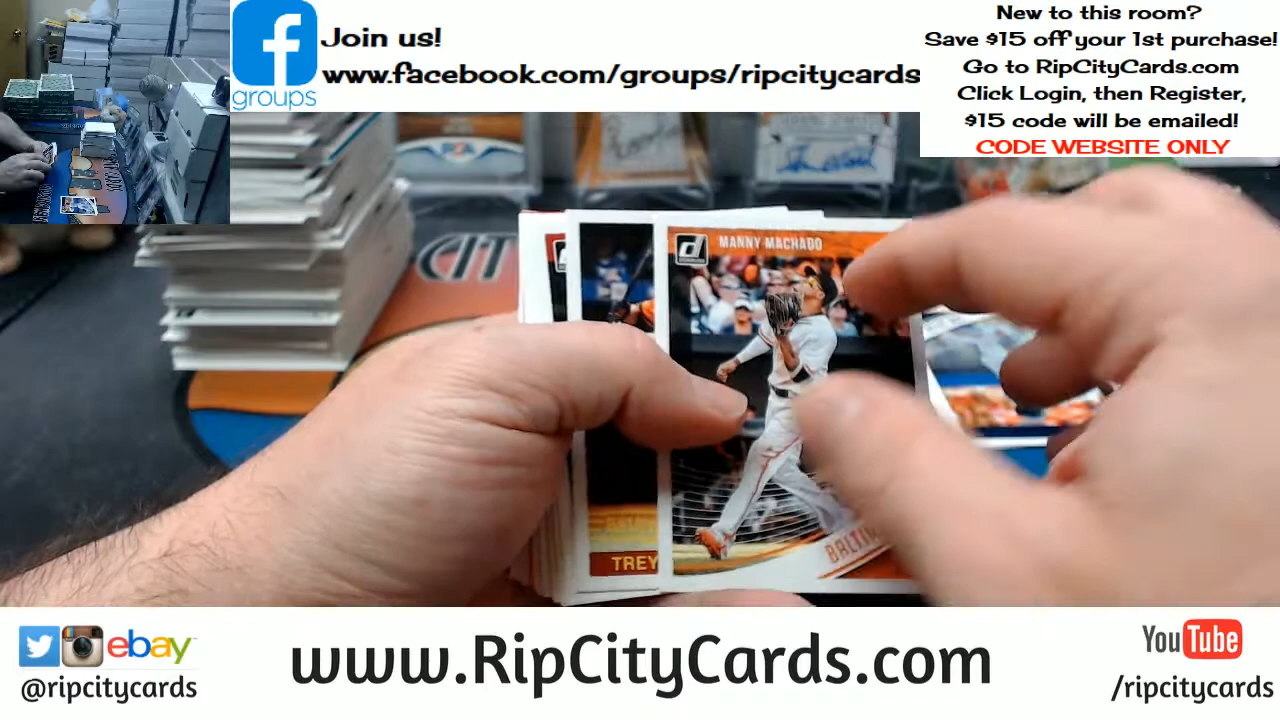 Join us!
www.facebook.com/groups/ripcitycards
groups
New to this room?
Save $15 off your 1st purchase!
Go to RipCityCards.com
Click Login, then Register,
$15 code will be emailed!
CODE WEBSITE ONLY
CIT
PSA
d
MANNY MACHADO
TREY
ebay
@ripcitycards
www.RipCityCards.com
YouTube
/ripcitycards